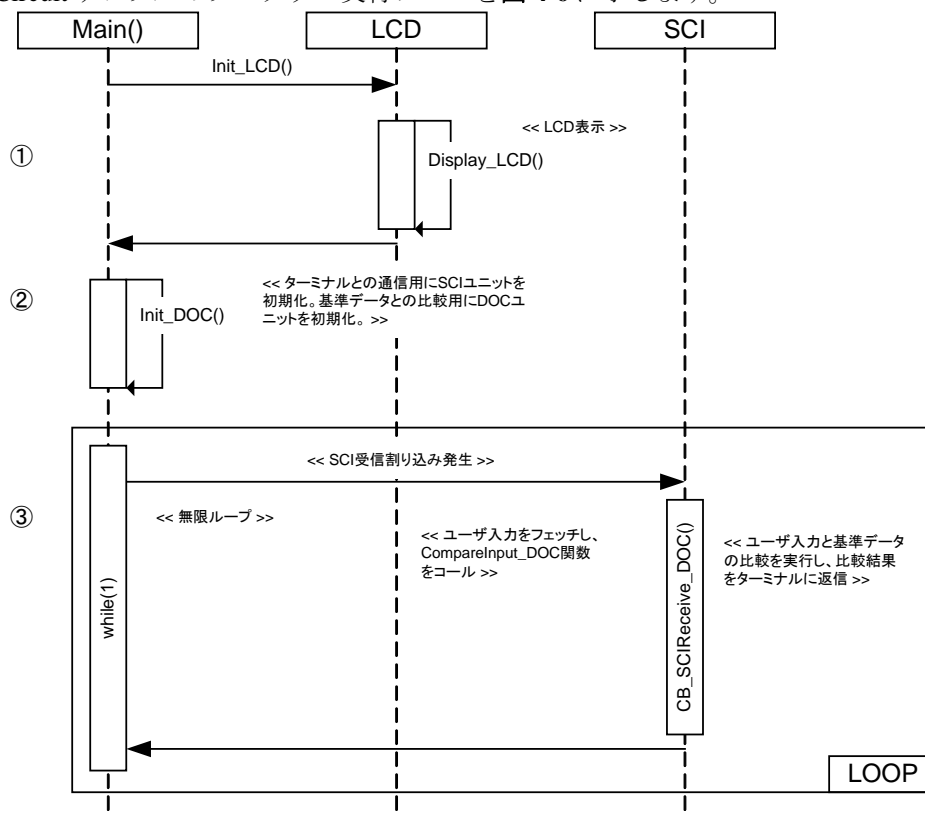 Main()
LCD
SCI
Init_LCD()
<< LCD表示 >>
①
Display_LCD()
②
<< ターミナルとの通信用にSCIユニットを
初期化。基準データとの比較用にDOCユ
ニットを初期化。 >>
Init_DOC()
<< SCI受信割り込み発生 >>
③
<< 無限ループ >>
<< ユーザ入力をフェッチし、
CompareInput_DOC関数
をコール >>
<< ユーザ入力と基準データ
の比較を実行し、比較結果
をターミナルに返信 >>
while(1)
CB_SCIReceive_DOC()
LOOP